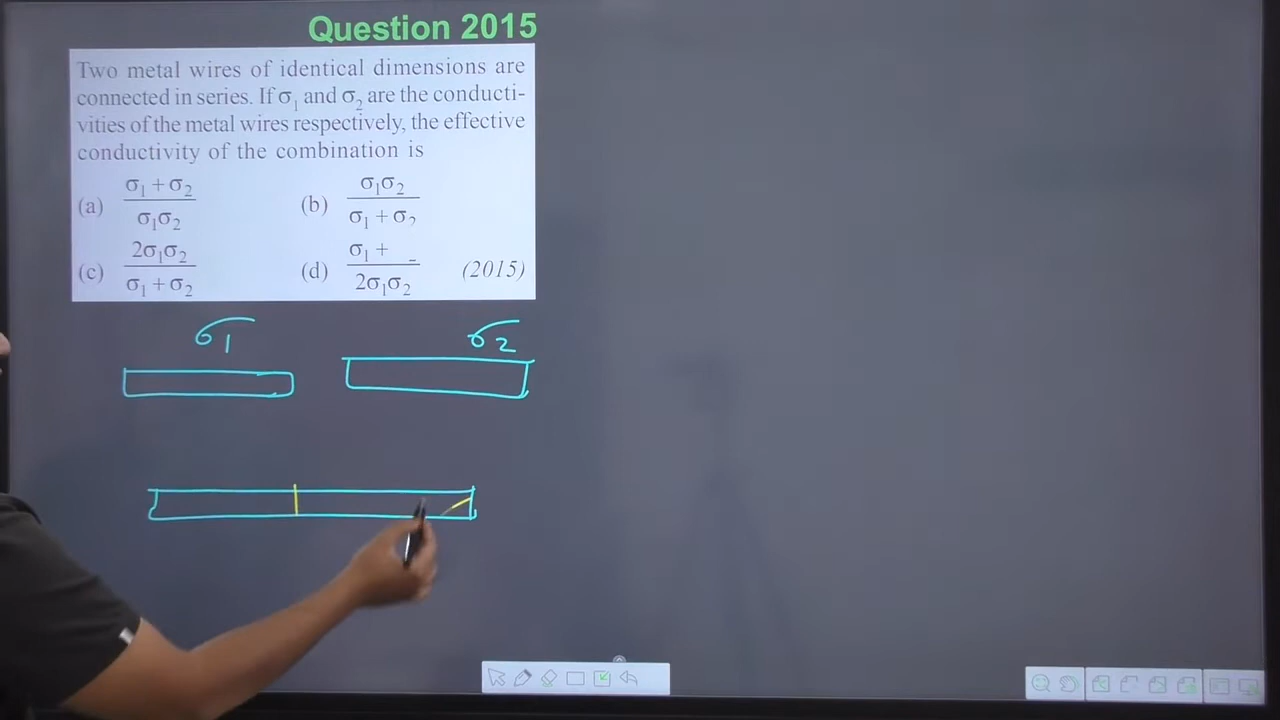 Question 2015
Two metal wires of identical dimensions are
connected in series. If σ₁ and σ₂ are the conducti-
vities of the metal wires respectively, the effective
conductivity of the combination is
(a) (σ₁ + σ₂) / (σ₁σ₂) (b) (σ₁σ₂) / (σ₁ + σ₂)
(c) (2σ₁σ₂) / (σ₁ + σ₂) (d) (σ₁ + ) / (2σ₁σ₂) (2015)
σ₁ σ₂